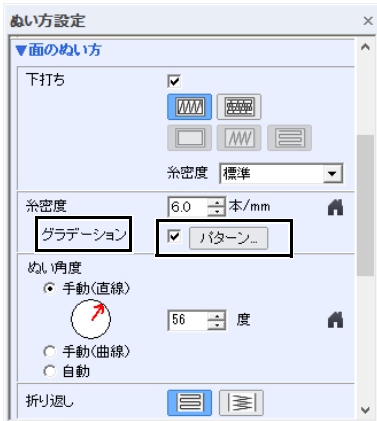 ぬい方設定
▼面のぬい方
下打ち
糸密度 標準
糸密度 6.0 本/mm
グラデーション パターン...
ぬい角度
手動(直線)
56 度
手動(曲線)
自動
折り返し